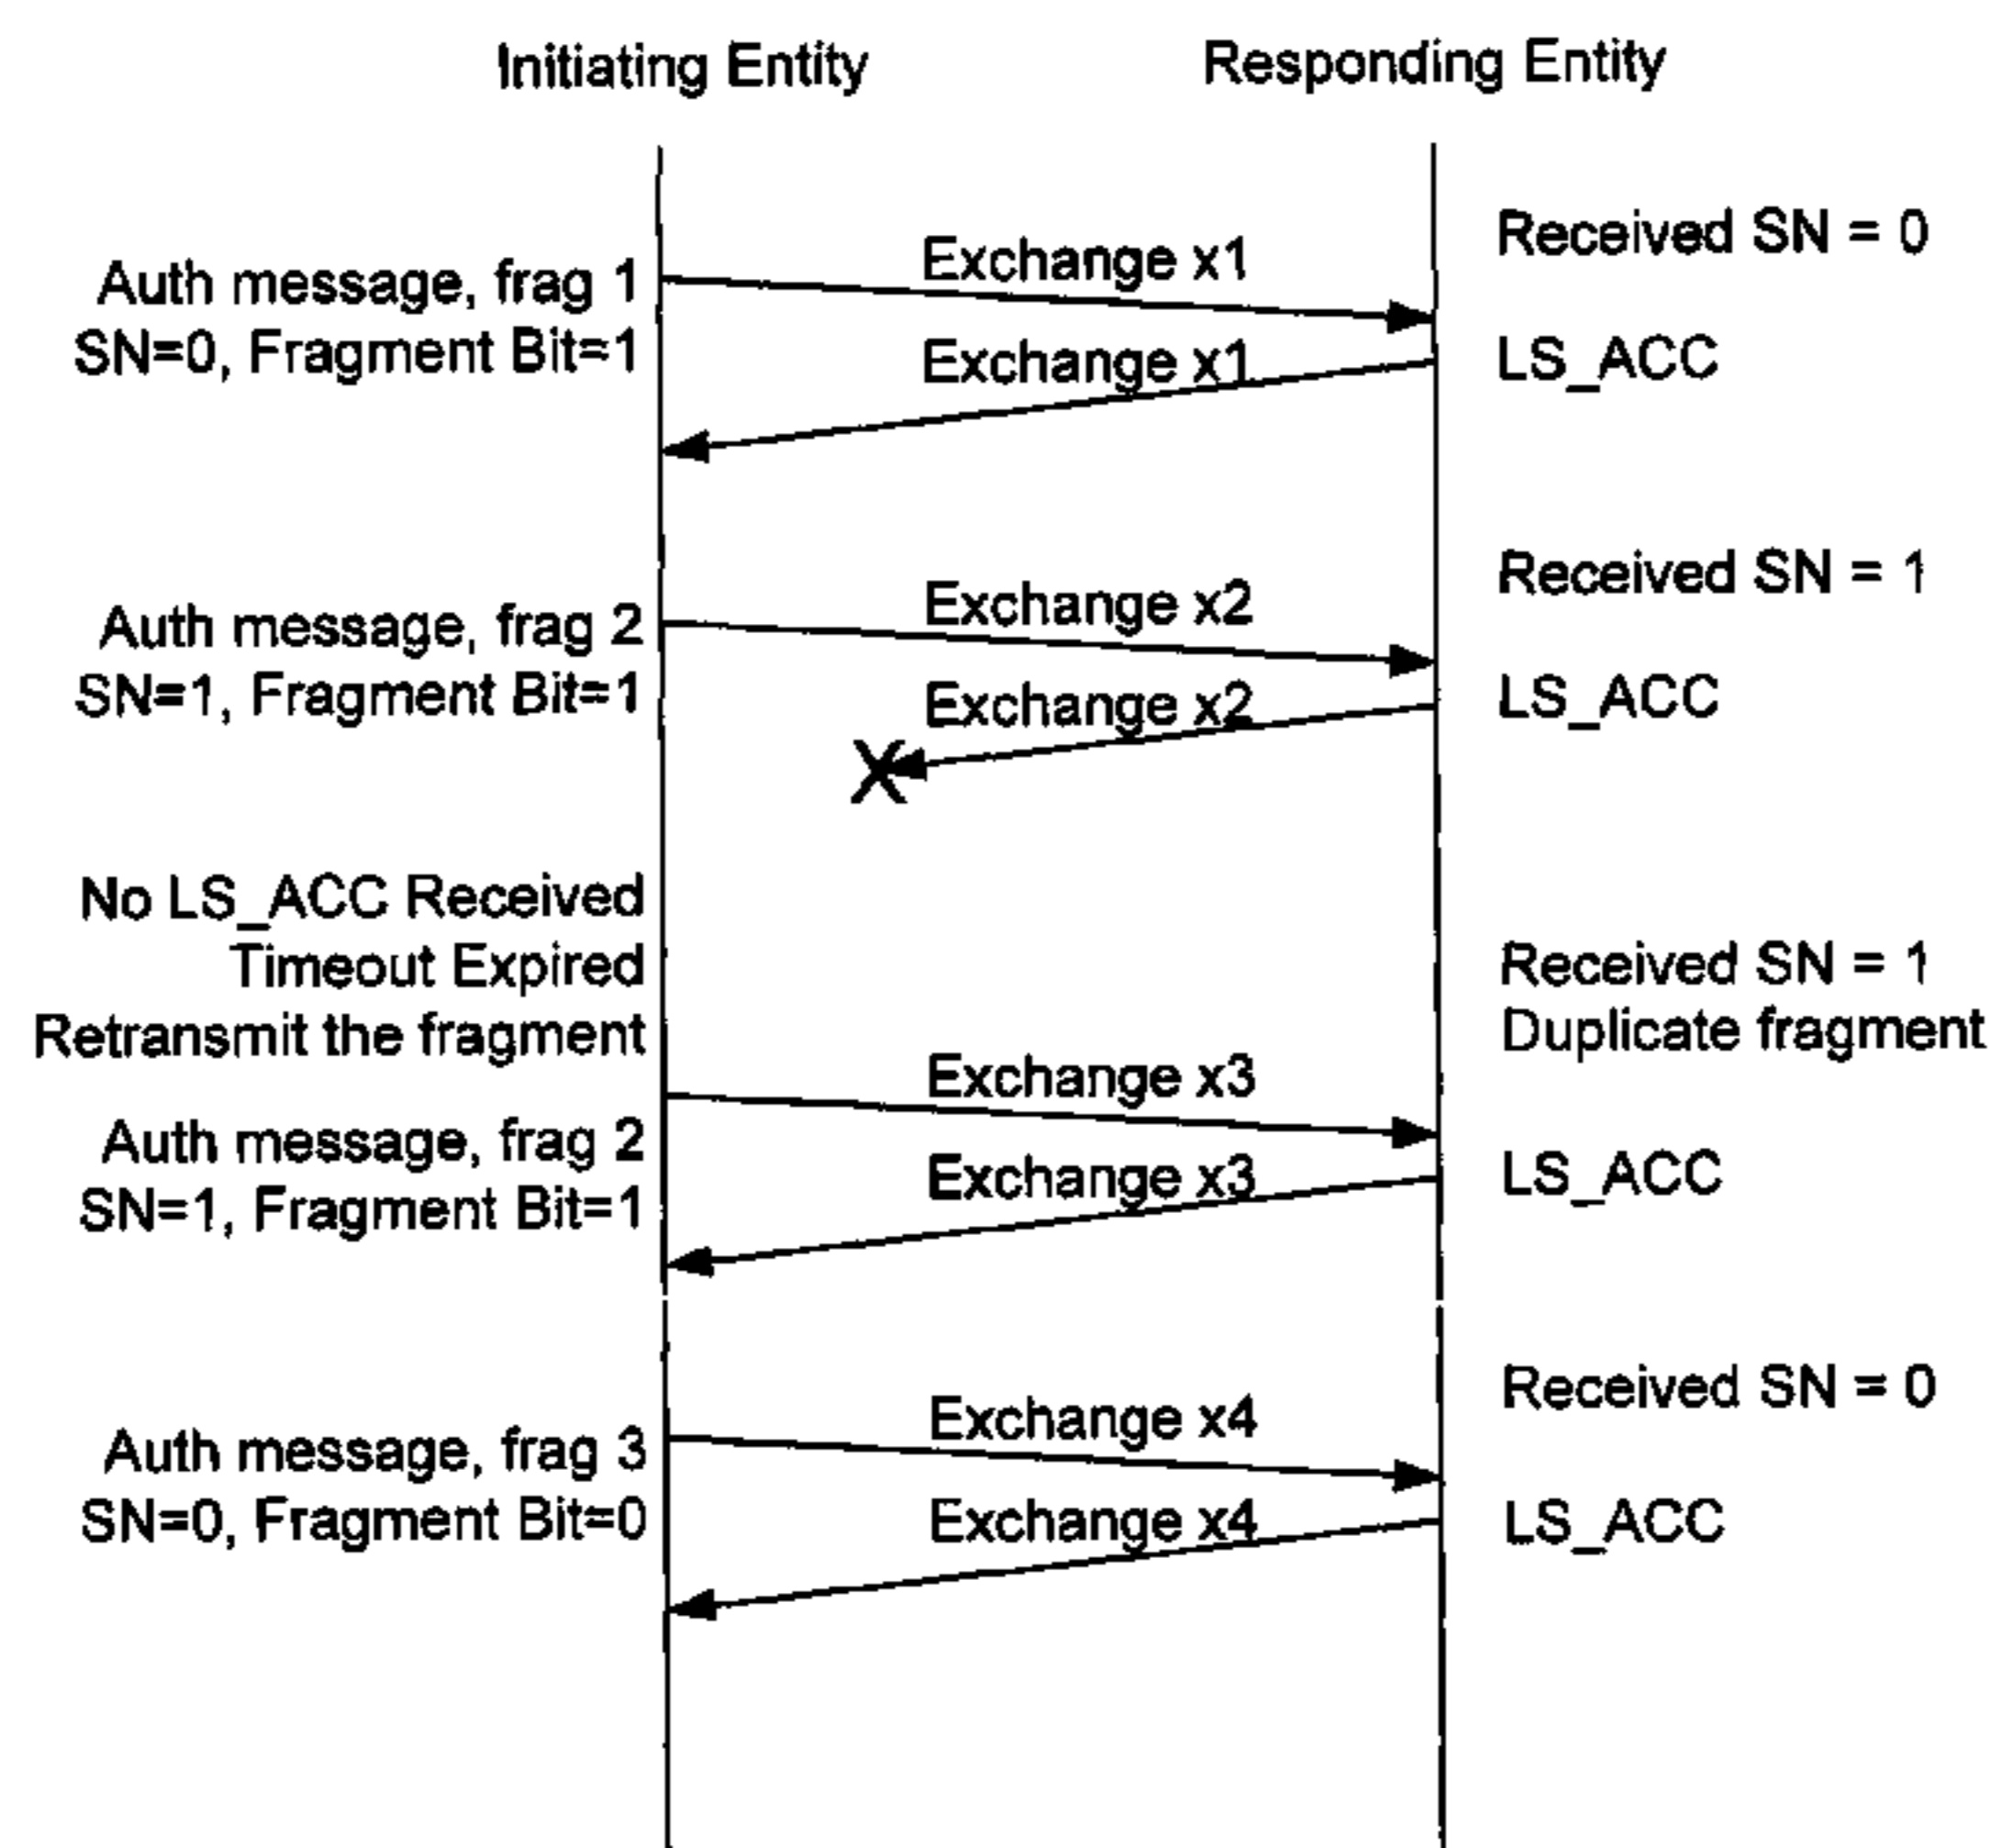 Initiating Entity
Responding Entity
Received SN = 0
Exchange x1
Auth message, frag 1
SN=0, Fragment Bit=1
Exchange x1
LS_ACC
Received SN = 1
Exchange x2
Auth message, frag 2
SN=1, Fragment Bit=1
Exchange x2
LS_ACC
X
No LS_ACC Received
Timeout Expired
Retransmit the fragment
Received SN = 1
Duplicate fragment
Exchange x3
Auth message, frag 2
SN=1, Fragment Bit=1
Exchange x3
LS_ACC
Received SN = 0
Exchange x4
Auth message, frag 3
SN=0, Fragment Bit=0
Exchange x4
LS_ACC